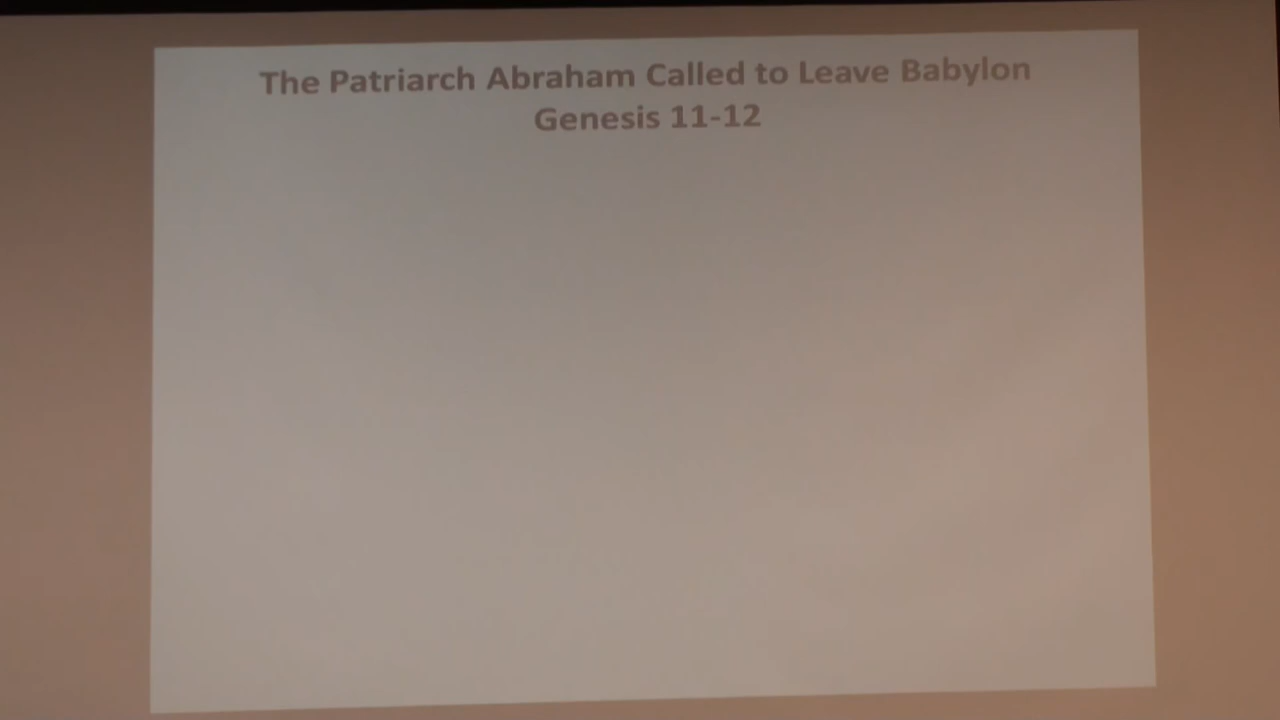 The Patriarch Abraham Called to Leave Babylon
Genesis 11-12